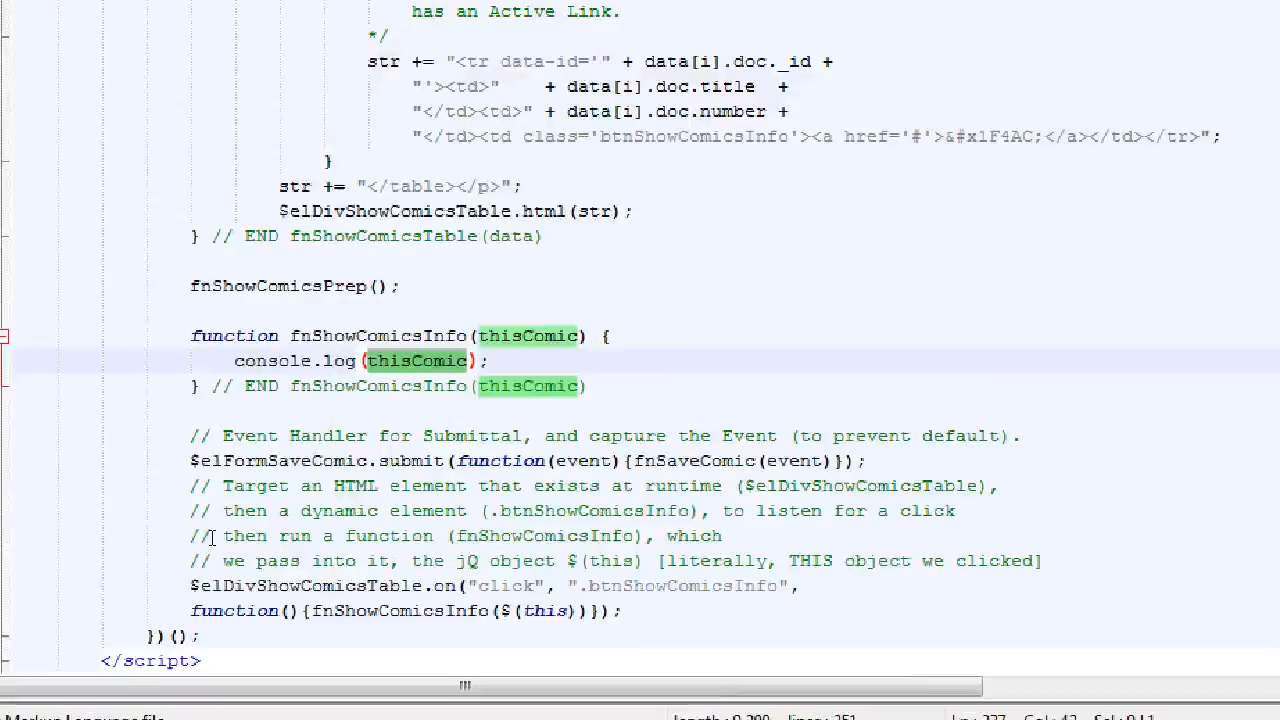 has an Active Link.
*/
str += "<tr data-id='" + data[i].doc._id +
"'><td>" + data[i].doc.title +
"</td><td>" + data[i].doc.number +
"</td><td class='btnShowComicsInfo'><a href='#'>&#x1F4AC;</a></td></tr>";
}
str += "</table></p>";
$elDivShowComicsTable.html(str);
} // END fnShowComicsTable(data)
fnShowComicsPrep();
function fnShowComicsInfo(thisComic) {
console.log(thisComic);
} // END fnShowComicsInfo(thisComic)
// Event Handler for Submittal, and capture the Event (to prevent default).
$elFormSaveComic.submit(function(event){fnSaveComic(event)});
// Target an HTML element that exists at runtime ($elDivShowComicsTable),
// then a dynamic element (.btnShowComicsInfo), to listen for a click
// then run a function (fnShowComicsInfo), which
// we pass into it, the jQ object $(this) [literally, THIS object we clicked]
$elDivShowComicsTable.on("click", ".btnShowComicsInfo",
function(){fnShowComicsInfo($(this))});
})();
</script>